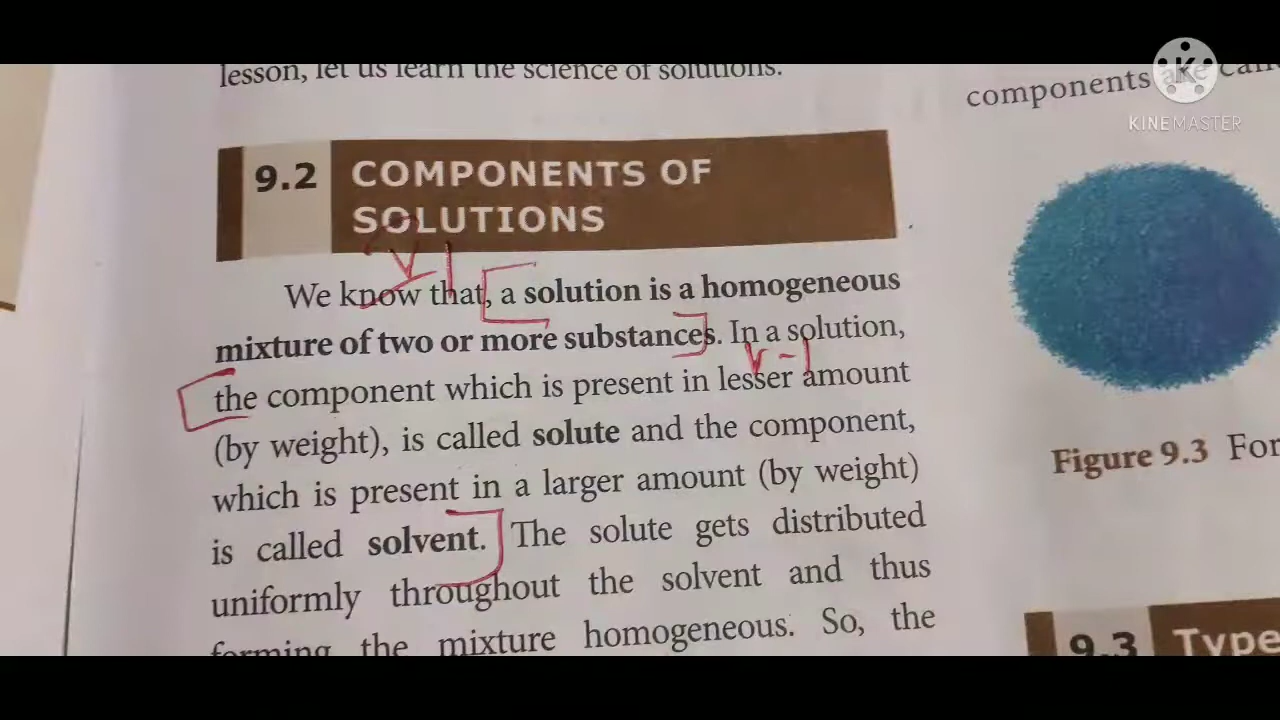 lesson, let us learn the science of solutions.
9.2 COMPONENTS OF
SOLUTIONS
We know that, a solution is a homogeneous
mixture of two or more substances. In a solution,
the component which is present in lesser amount
(by weight), is called solute and the component,
which is present in a larger amount (by weight)
is called solvent. The solute gets distributed
uniformly throughout the solvent and thus
forming the mixture homogeneous. So, the
components are
KINEMASTER
Figure 9.3 For
9.3 Type